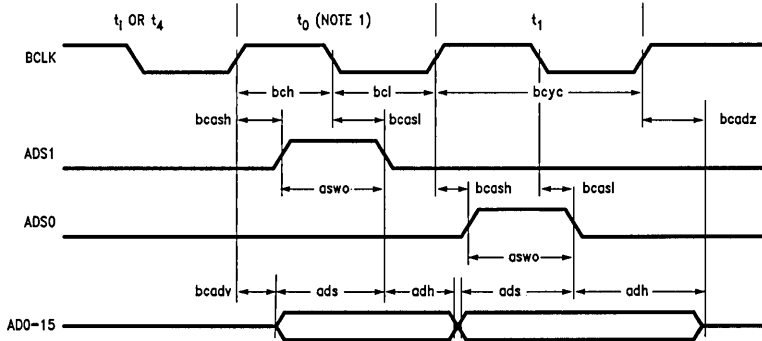 tI OR t4 t0 (NOTE 1) t1
BCLK
bch bcl bcyc
bcash bcasl bcadz
ADS1
aswo bcash bcasl
ADS0
aswo
bcadv ads adh ads adh
AD0-15